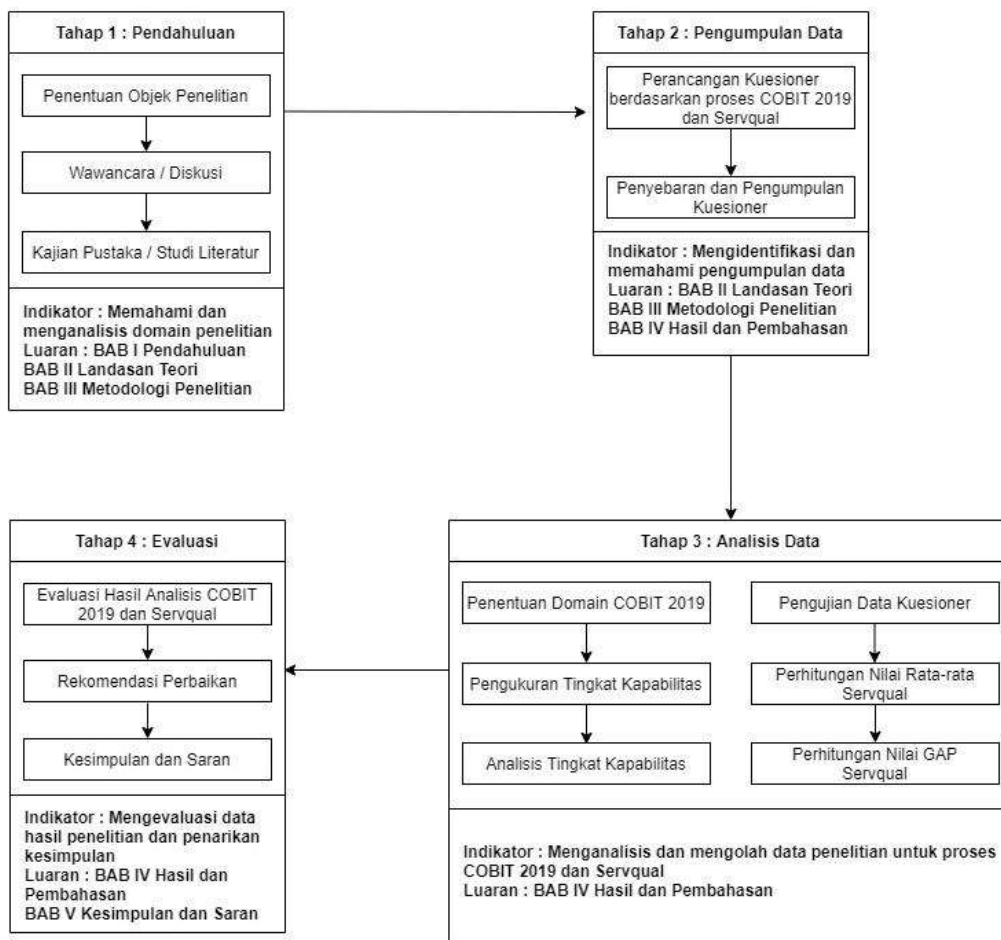 Tahap 1 : Pendahuluan
Penentuan Objek Penelitian
Wawancara / Diskusi
Kajian Pustaka / Studi Literatur
Indikator : Memahami dan
menganalisis domain penelitian
Luaran : BAB I Pendahuluan
BAB II Landasan Teori
BAB III Metodologi Penelitian
Tahap 2 : Pengumpulan Data
Perancangan Kuesioner
berdasarkan proses COBIT 2019
dan Servqual
Penyebaran dan Pengumpulan
Kuesioner
Indikator : Mengidentifikasi dan
memahami pengumpulan data
Luaran : BAB II Landasan Teori
BAB III Metodologi Penelitian
BAB IV Hasil dan Pembahasan
Tahap 3 : Analisis Data
Penentuan Domain COBIT 2019
Pengukuran Tingkat Kapabilitas
Analisis Tingkat Kapabilitas
Pengujian Data Kuesioner
Perhitungan Nilai Rata-rata
Servqual
Perhitungan Nilai GAP
Servqual
Indikator : Menganalisis dan mengolah data penelitian untuk proses
COBIT 2019 dan Servqual
Luaran : BAB IV Hasil dan Pembahasan
Tahap 4 : Evaluasi
Evaluasi Hasil Analisis COBIT
2019 dan Servqual
Rekomendasi Perbaikan
Kesimpulan dan Saran
Indikator : Mengevaluasi data
hasil penelitian dan penarikan
kesimpulan
Luaran : BAB IV Hasil dan
Pembahasan
BAB V Kesimpulan dan Saran